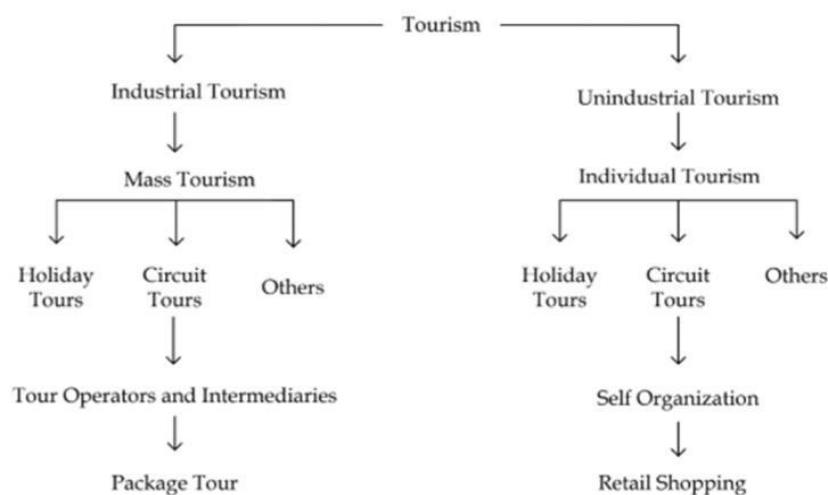 Tourism
Industrial Tourism
Unindustrial Tourism
Mass Tourism
Individual Tourism
Holiday
Tours
Circuit
Tours
Others
Holiday
Tours
Circuit
Tours
Others
Tour Operators and Intermediaries
Self Organization
Package Tour
Retail Shopping